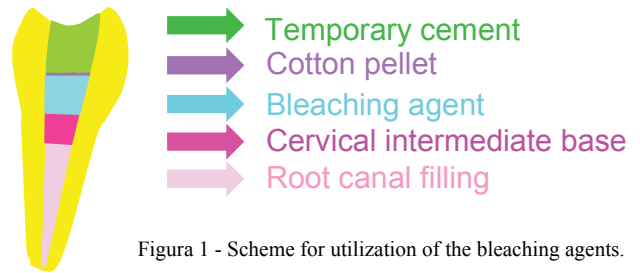 Temporary cement
Cotton pellet
Bleaching agent
Cervical intermediate base
Root canal filling
Figura 1 - Scheme for utilization of the bleaching agents.